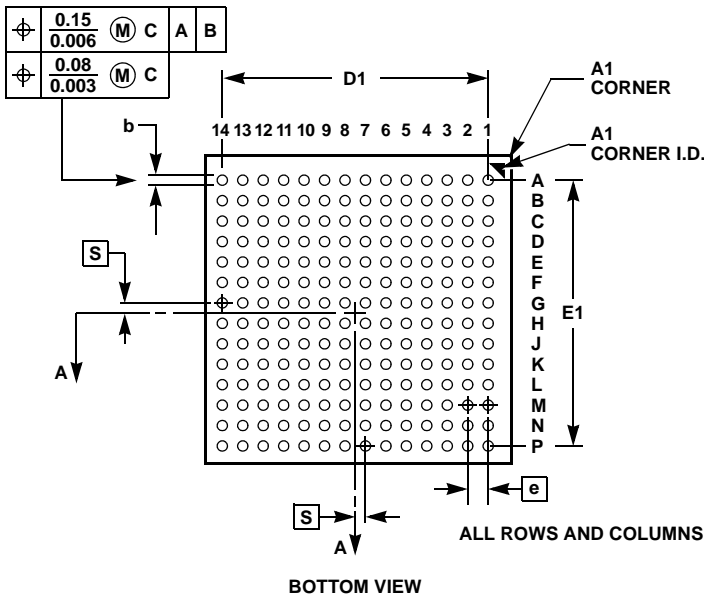 0.15
0.006 Ⓜ C A B
0.08
0.003 Ⓜ C
D1
A1
CORNER
b
14 13 12 11 10 9 8 7 6 5 4 3 2 1
A1
CORNER I.D.
A
B
C
D
E
F
G
H
J
K
L
M
N
P
S
E1
A
e
S
ALL ROWS AND COLUMNS
A
BOTTOM VIEW